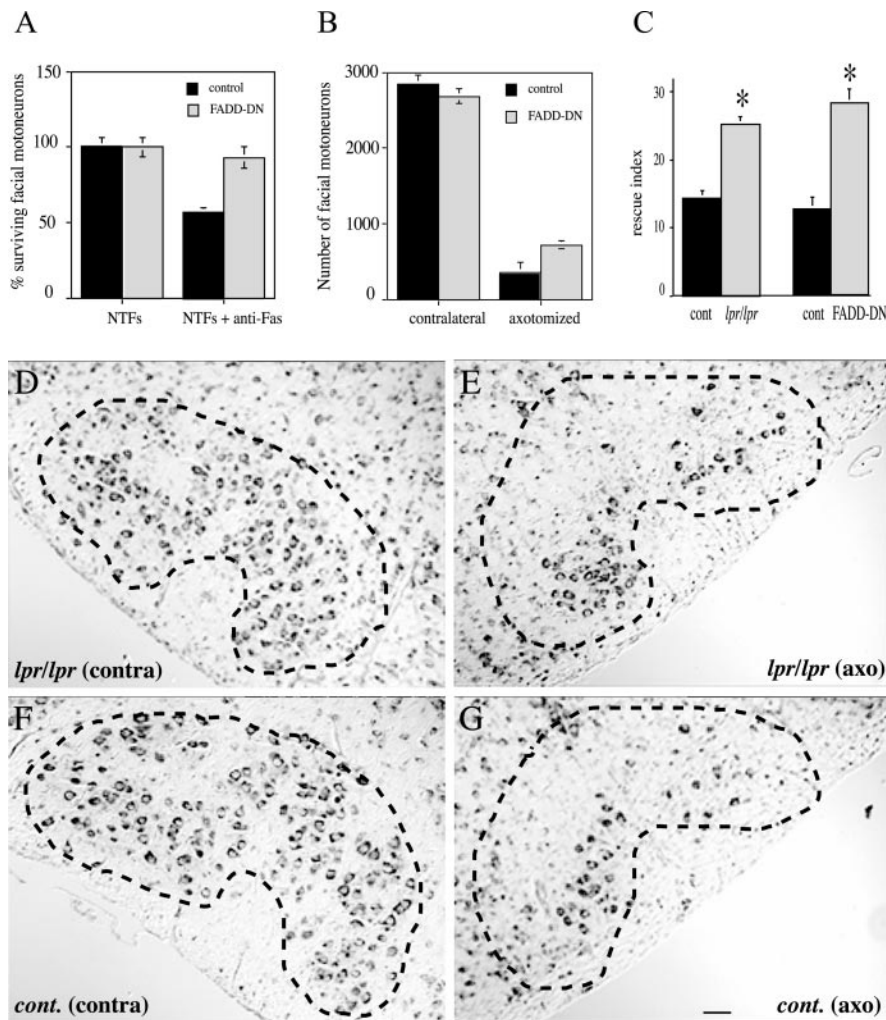 A
% surviving facial motoneurons
150
100
50
0
control
FADD-DN
NTFs
NTFs + anti-Fas
B
Number of facial motoneurons
3000
2000
1000
0
control
FADD-DN
contralateral
axotomized
C
rescue index
30
20
10
0
*
*
cont
lpr/lpr
cont
FADD-DN
D
lpr/lpr (contra)
E
lpr/lpr (axo)
F
cont. (contra)
G
cont. (axo)